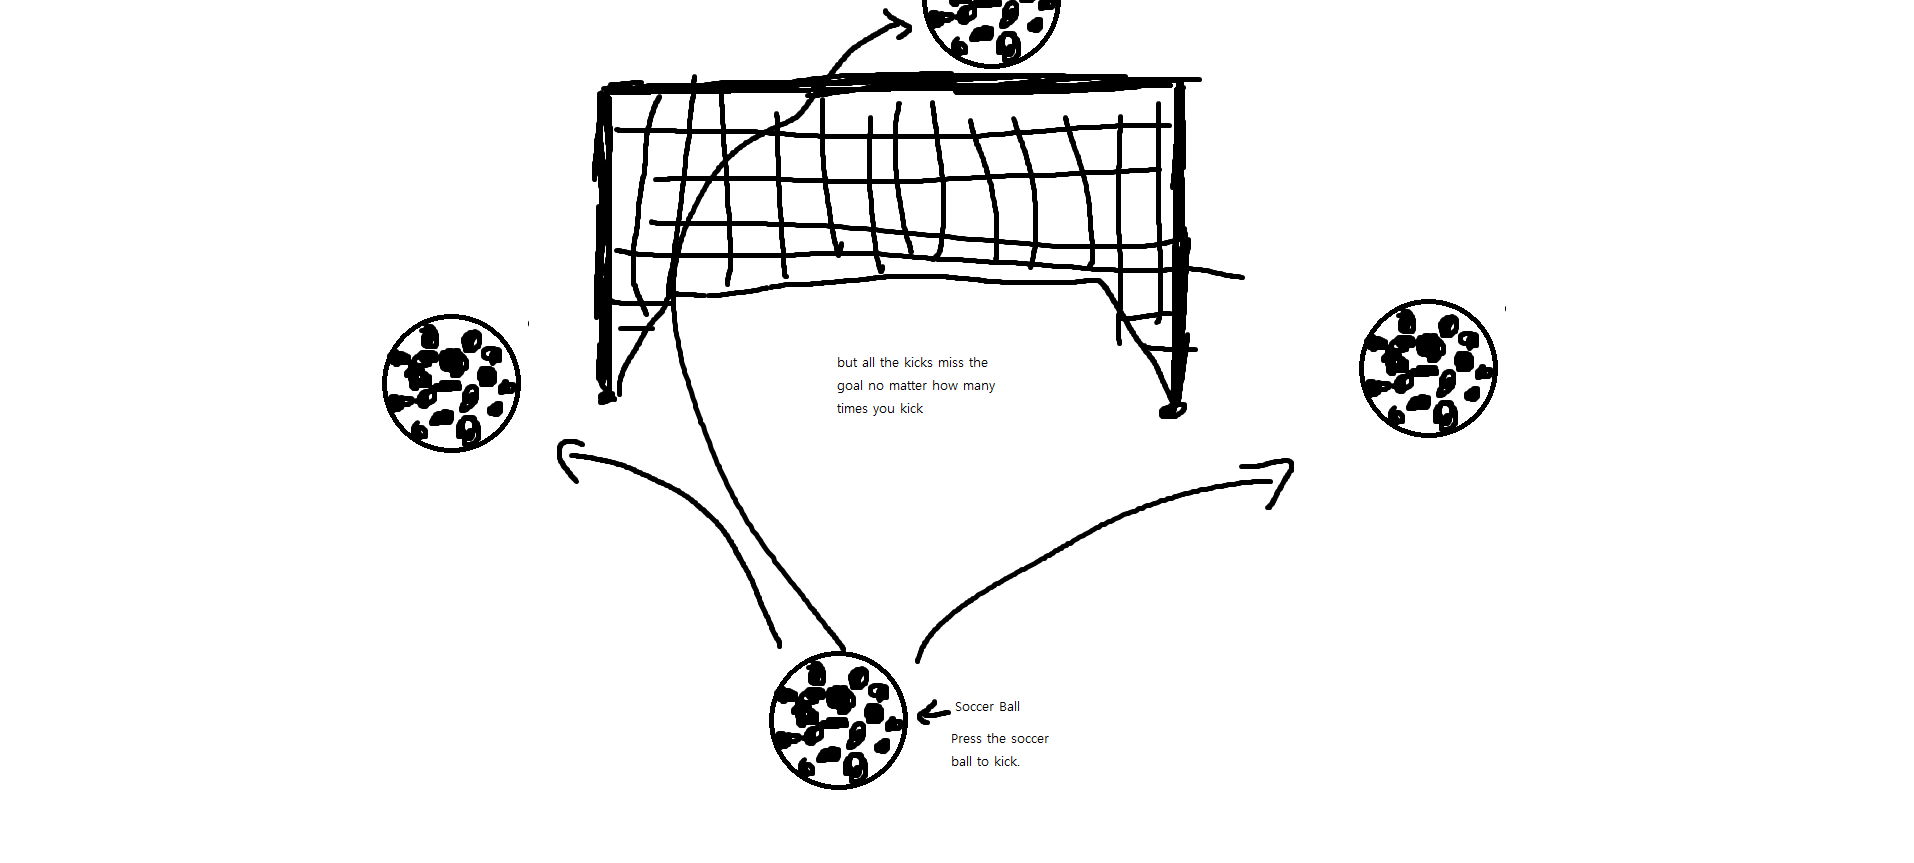 but all the kicks miss the
goal no matter how many
times you kick
Soccer Ball
Press the soccer
ball to kick.